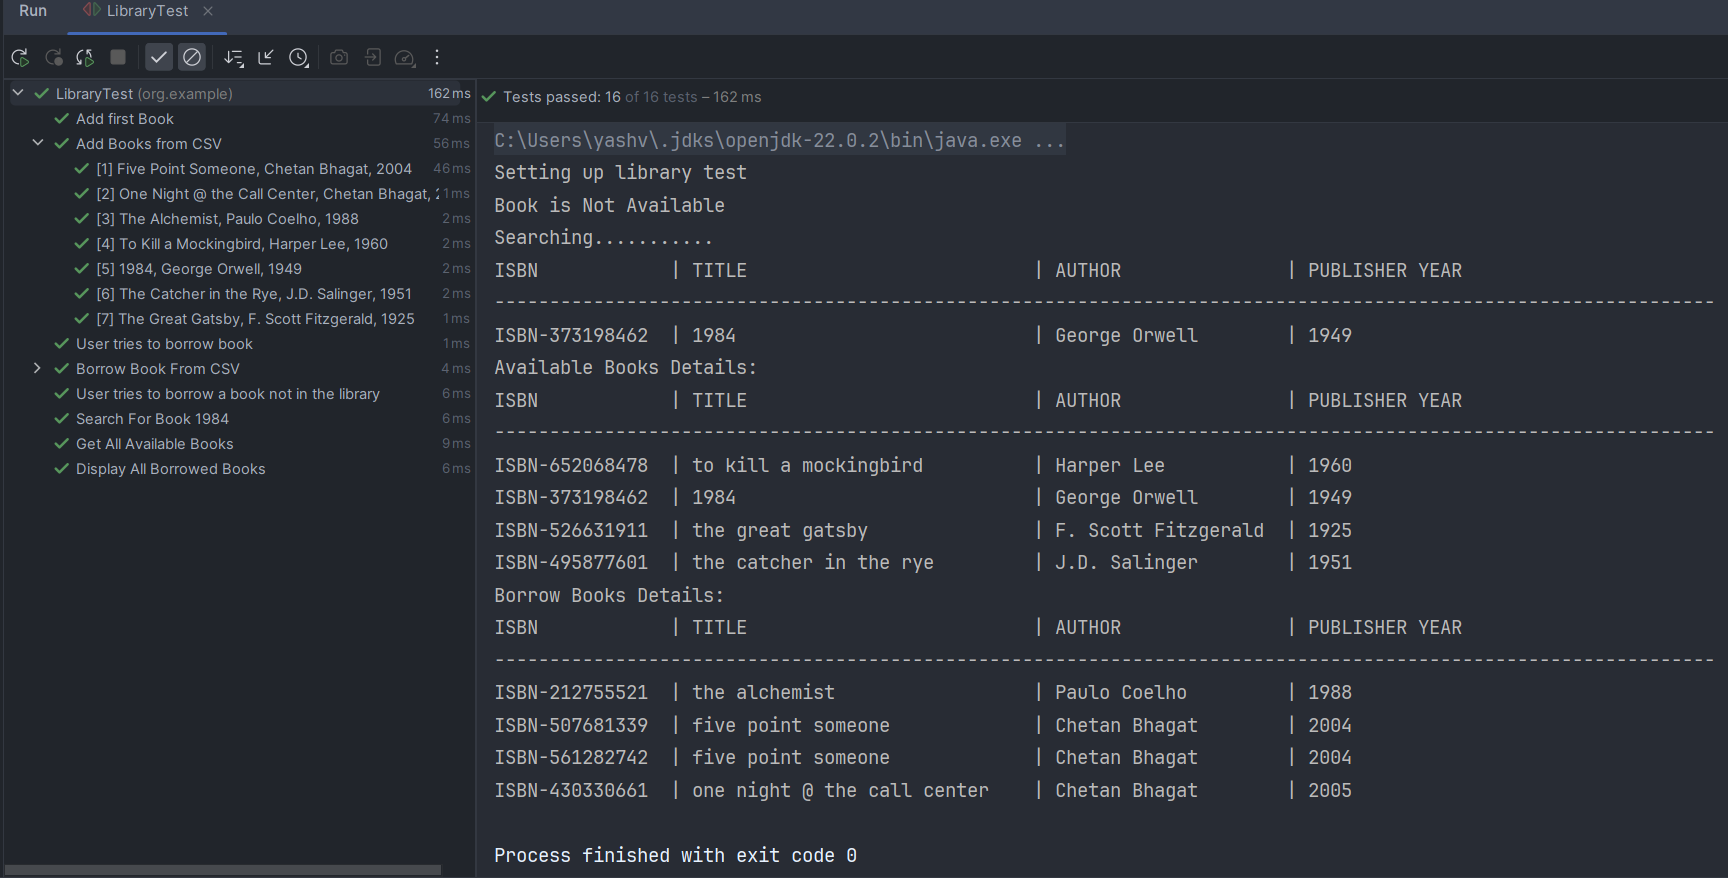 Run LibraryTest
LibraryTest (org.example) 162 ms
Add first Book 74 ms
Add Books from CSV 56 ms
[1] Five Point Someone, Chetan Bhagat, 2004 46 ms
[2] One Night @ the Call Center, Chetan Bhagat, 1 ms
[3] The Alchemist, Paulo Coelho, 1988 2 ms
[4] To Kill a Mockingbird, Harper Lee, 1960 2 ms
[5] 1984, George Orwell, 1949 2 ms
[6] The Catcher in the Rye, J.D. Salinger, 1951 2 ms
[7] The Great Gatsby, F. Scott Fitzgerald, 1925 1 ms
User tries to borrow book 1 ms
Borrow Book From CSV 4 ms
User tries to borrow a book not in the library 6 ms
Search For Book 1984 6 ms
Get All Available Books 9 ms
Display All Borrowed Books 6 ms
Tests passed: 16 of 16 tests – 162 ms
C:\Users\yashv\.jdks\openjdk-22.0.2\bin\java.exe ...
Setting up library test
Book is Not Available
Searching...........
ISBN | TITLE | AUTHOR | PUBLISHER YEAR
---------------------------------------------------------------------------------------------------------------
ISBN-373198462 | 1984 | George Orwell | 1949
Available Books Details:
ISBN | TITLE | AUTHOR | PUBLISHER YEAR
---------------------------------------------------------------------------------------------------------------
ISBN-652068478 | to kill a mockingbird | Harper Lee | 1960
ISBN-373198462 | 1984 | George Orwell | 1949
ISBN-526631911 | the great gatsby | F. Scott Fitzgerald | 1925
ISBN-495877601 | the catcher in the rye | J.D. Salinger | 1951
Borrow Books Details:
ISBN | TITLE | AUTHOR | PUBLISHER YEAR
---------------------------------------------------------------------------------------------------------------
ISBN-212755521 | the alchemist | Paulo Coelho | 1988
ISBN-507681339 | five point someone | Chetan Bhagat | 2004
ISBN-561282742 | five point someone | Chetan Bhagat | 2004
ISBN-430330661 | one night @ the call center | Chetan Bhagat | 2005
Process finished with exit code 0